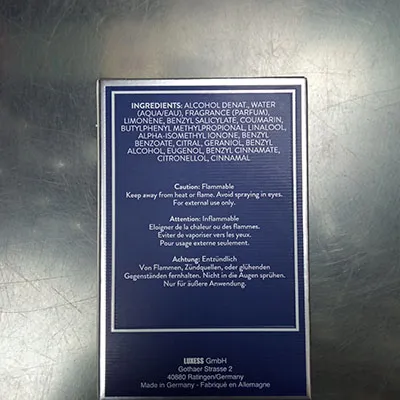 INGREDIENTS: ALCOHOL DENAT., WATER
(AQUA/EAU), FRAGRANCE (PARFUM),
LIMONENE, BENZYL SALICYLATE, COUMARIN,
BUTYLPHENYL METHYLPROPIONAL, LINALOOL,
ALPHA-ISOMETHYL IONONE, BENZYL
BENZOATE, CITRAL, GERANIOL, BENZYL
ALCOHOL, EUGENOL, BENZYL CINNAMATE,
CITRONELLOL, CINNAMAL
Caution: Flammable
Keep away from heat or flame. Avoid spraying in eyes.
For external use only.
Attention: Inflammable
Eloigner de la chaleur ou des flammes.
Eviter de vaporiser vers les yeux.
Pour usage externe seulement.
Achtung: Entzündlich
Von Flammen, Zündquellen, oder glühenden
Gegenständen fernhalten. Nicht in die Augen sprühen.
Nur für äußere Anwendung.
LUXESS GmbH
Gothaer Strasse 2
40880 Ratingen/Germany
Made in Germany - Fabriqué en Allemagne